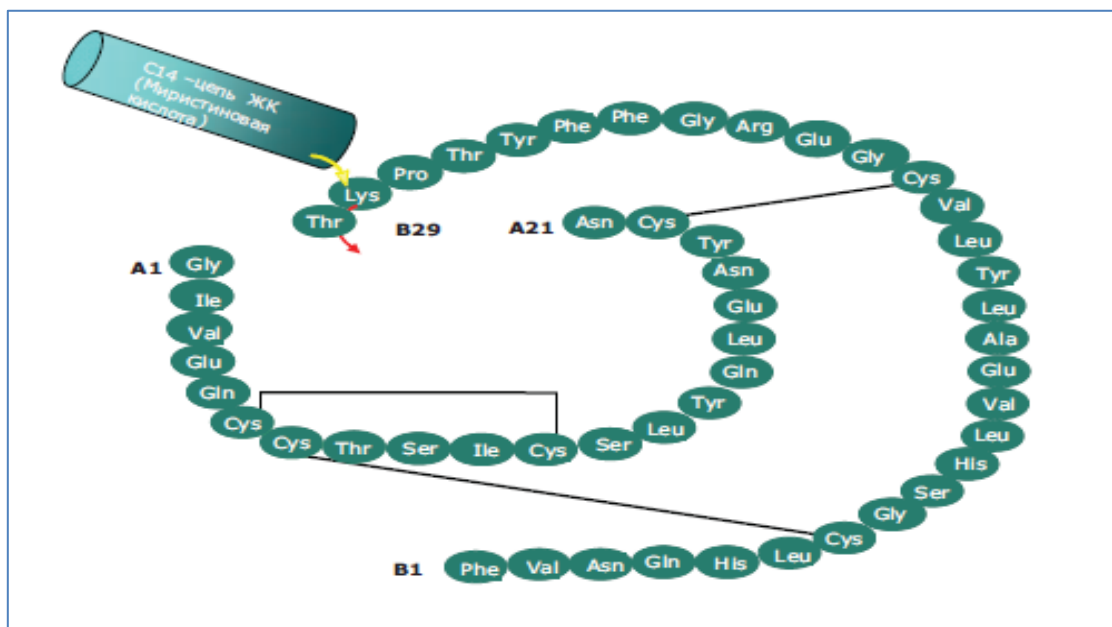 С14 –цепь ЖК
(Миристиновая
кислота)
Thr Lys Pro Thr Tyr Phe Phe Gly Arg Glu Gly Cys
B29
A21 Asn Cys
Val
Leu
Tyr
Leu
Ala
Glu
Val
Leu
His
Ser
Gly
Cys
Tyr
Asn
Glu
Leu
Gln
Tyr
Leu
Ser
A1 Gly
Ile
Val
Glu
Gln
Cys
Cys Thr Ser Ile Cys
B1 Phe Val Asn Gln His Leu